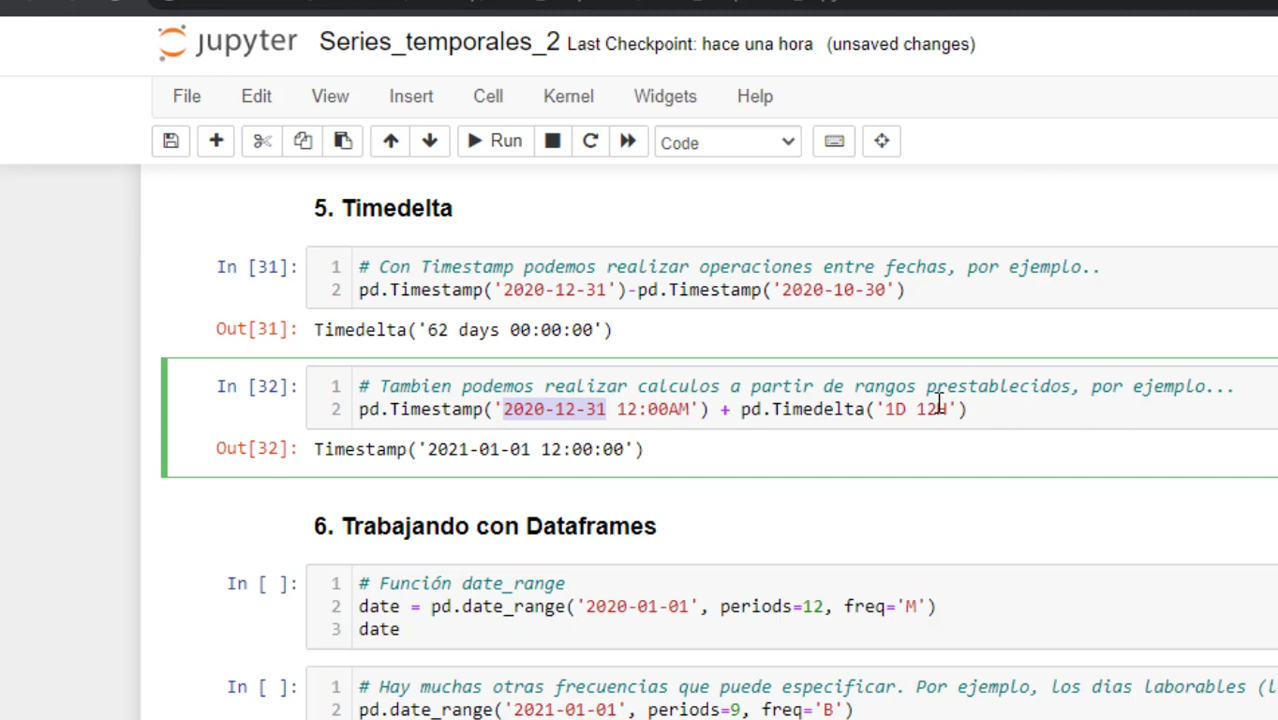 jupyter Series_temporales_2 Last Checkpoint: hace una hora (unsaved changes)
File Edit View Insert Cell Kernel Widgets Help
Run Code
5. Timedelta
In [31]: 1 # Con Timestamp podemos realizar operaciones entre fechas, por ejemplo..
2 pd.Timestamp('2020-12-31')-pd.Timestamp('2020-10-30')
Out[31]: Timedelta('62 days 00:00:00')
In [32]: 1 # Tambien podemos realizar calculos a partir de rangos prestablecidos, por ejemplo...
2 pd.Timestamp('2020-12-31 12:00AM') + pd.Timedelta('1D 12H')
Out[32]: Timestamp('2021-01-01 12:00:00')
6. Trabajando con Dataframes
In [ ]: 1 # Función date_range
2 date = pd.date_range('2020-01-01', periods=12, freq='M')
3 date
In [ ]: 1 # Hay muchas otras frecuencias que puede especificar. Por ejemplo, los dias laborables (l
2 pd.date_range('2021-01-01', periods=9, freq='B')